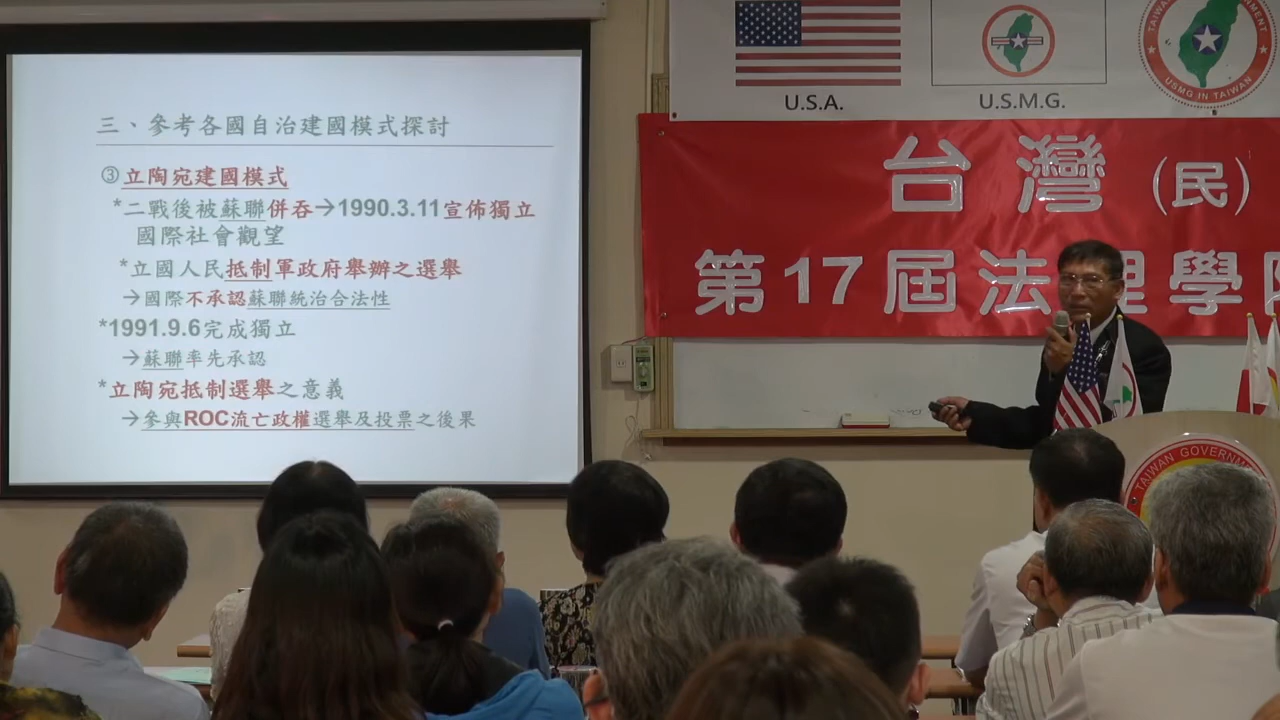 三、參考各國自治建國模式探討
③立陶宛建國模式
*二戰後被蘇聯併吞→1990.3.11宣佈獨立
國際社會觀望
*立國人民抵制軍政府舉辦之選舉
→國際不承認蘇聯統治合法性
*1991.9.6完成獨立
→蘇聯率先承認
*立陶宛抵制選舉之意義
→參與ROC流亡政權選舉及投票之後果
U.S.A.
U.S.M.G.
USMG IN TAIWAN
台灣(民)
第17屆法理學
TAIWAN GOVERNMENT